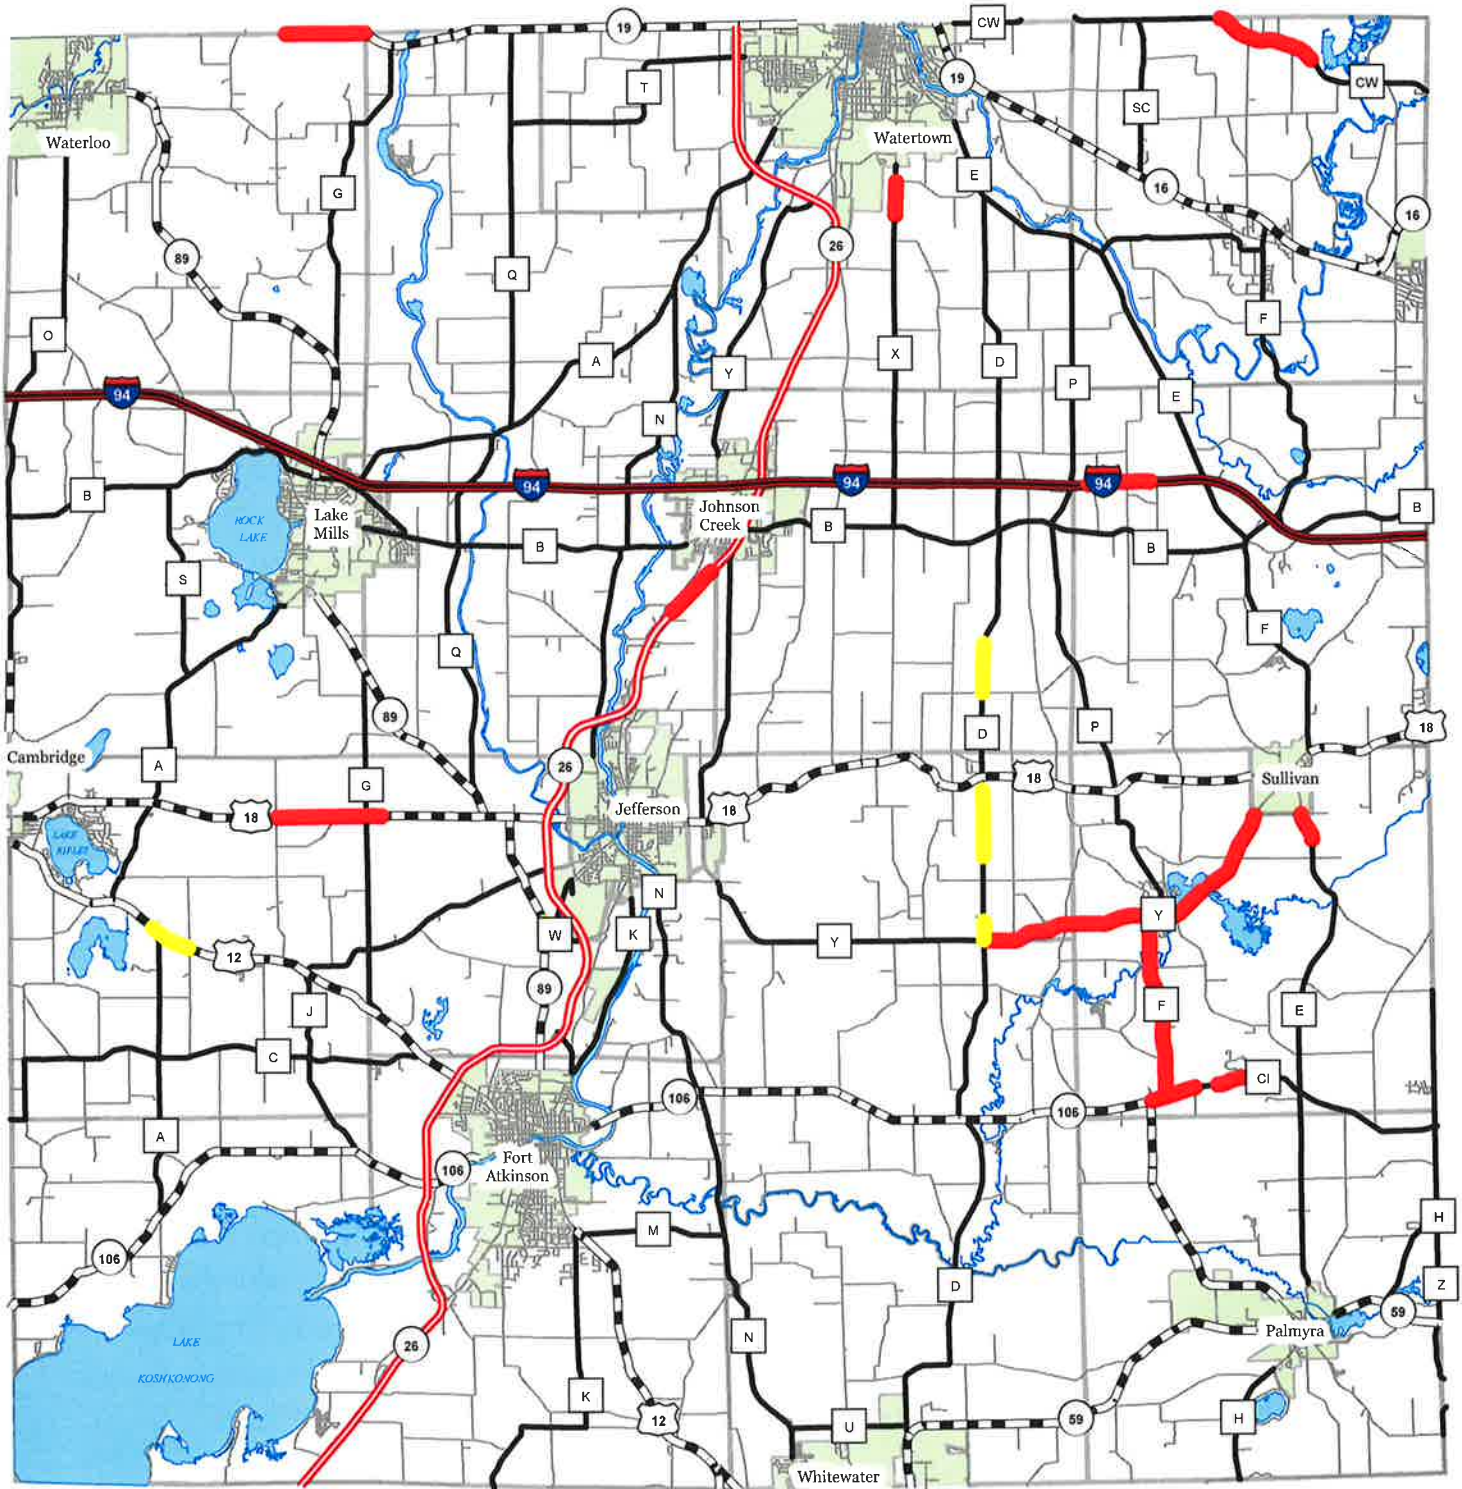 19
CW
19
T
CW
SC
Waterloo
Watertown
E
G
16
16
89
26
Q
F
O
A
X
D
Y
P
94
E
N
94
94
94
B
B
Johnson
Creek
B
Lake
Mills
ROCK
LAKE
B
B
S
F
Q
89
D
P
18
Cambridge
A
26
18
Sullivan
G
18
Jefferson
18
LAKE
RIPLEY
N
Y
W
K
Y
12
89
J
F
E
C
CI
106
106
A
Fort
Atkinson
106
H
M
106
D
Z
59
N
Palmyra
LAKE
KOSHKONONG
26
K
12
U
59
H
Whitewater